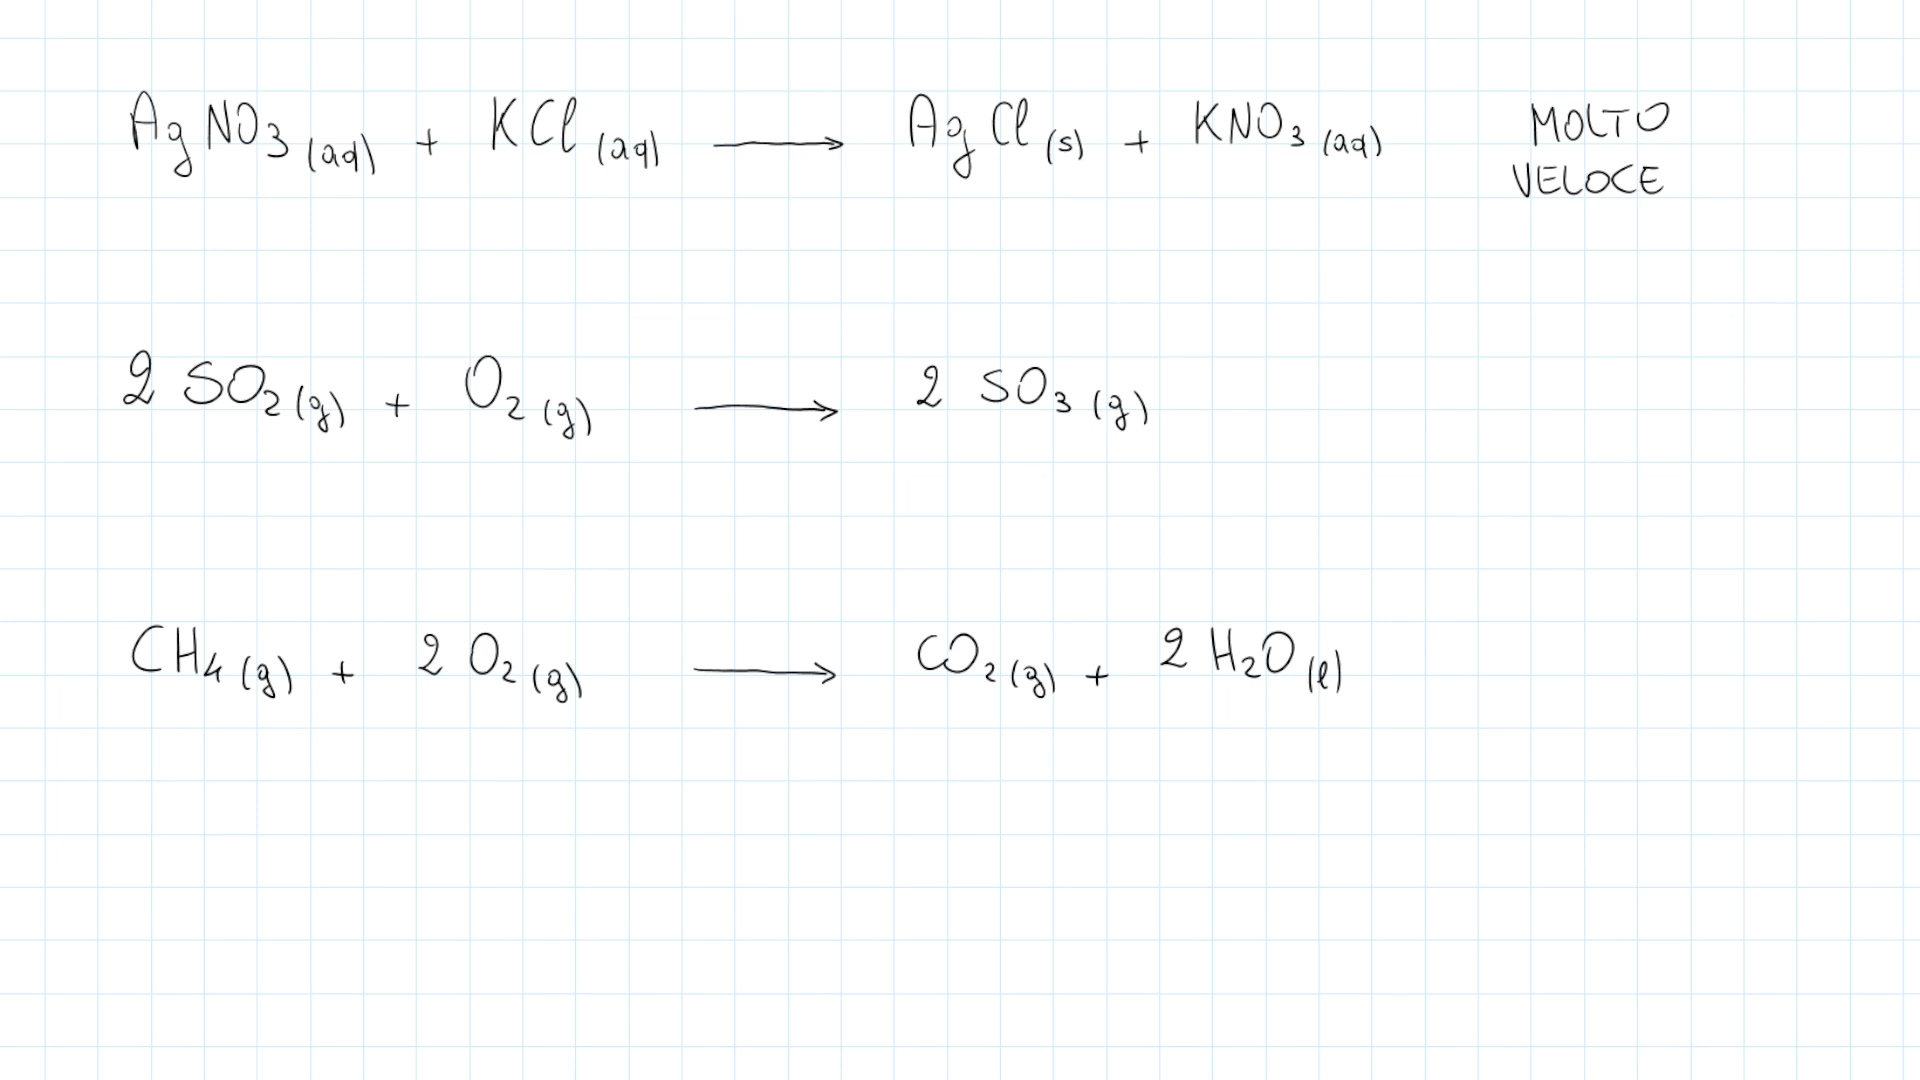 AgNO3 (aq) + KCl (aq) → AgCl (s) + KNO3 (aq) MOLTO VELOCE
2 SO2 (g) + O2 (g) → 2 SO3 (g)
CH4 (g) + 2 O2 (g) → CO2 (g) + 2 H2O (l)